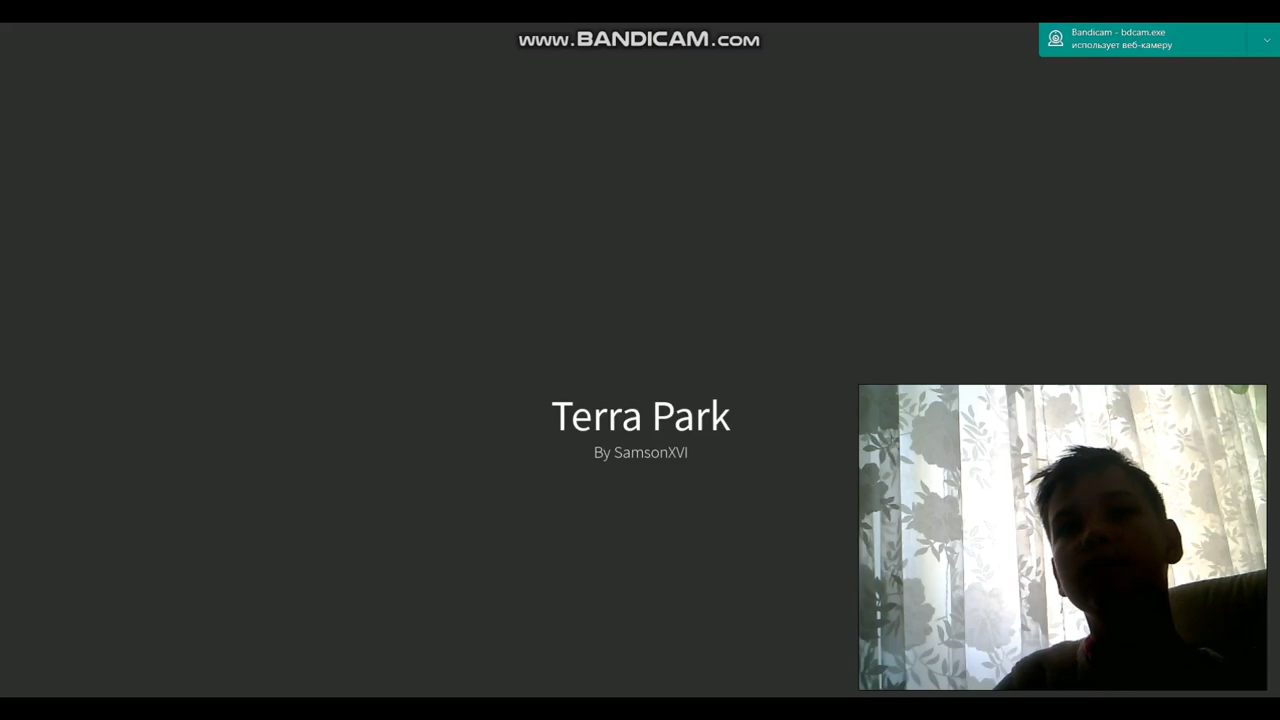 www.BANDICAM.com
Bandicam - bdcam.exe
использует веб-камеру
Terra Park
By SamsonXVI